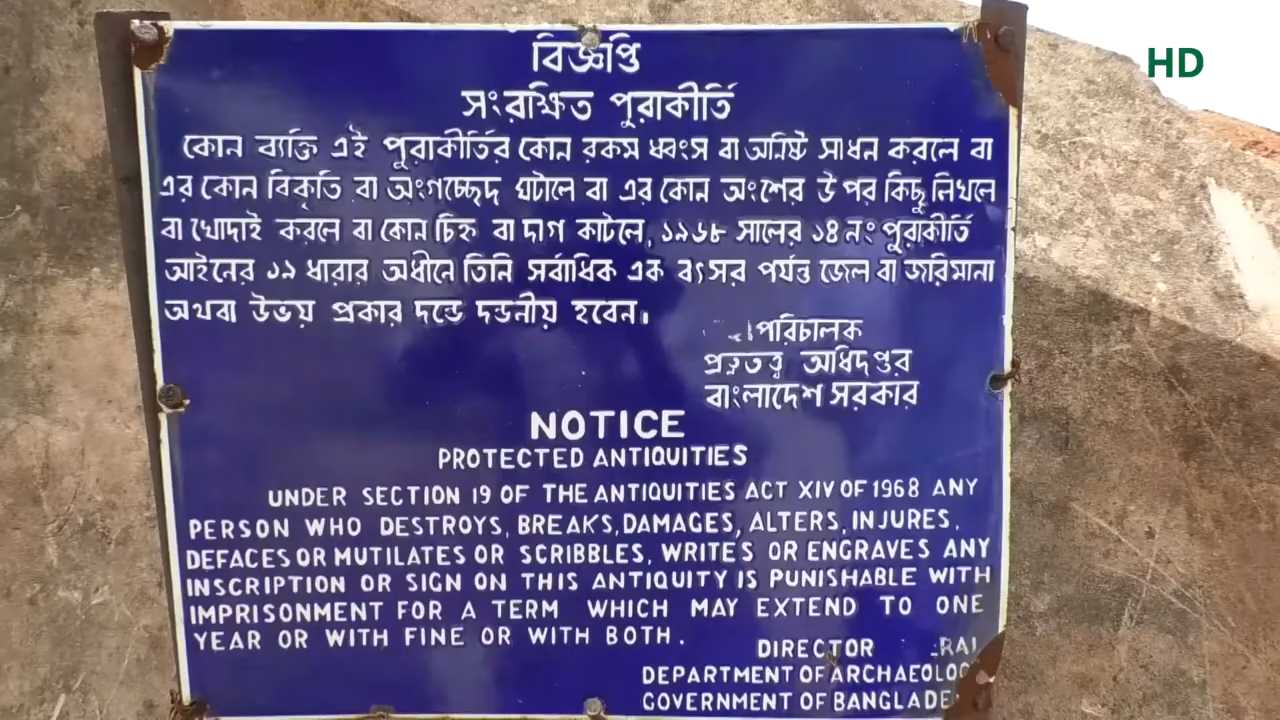 HD
বিজ্ঞপ্তি
সংরক্ষিত পুরাকীর্তি
কোন ব্যক্তি এই পুরাকীর্তির কোন রকম ধ্বংস বা অনিষ্ট সাধন করলে বা
এর কোন বিকৃতি বা অংগচ্ছেদ ঘটালে বা এর কোন অংশের উপর কিছু লিখলে
বা খোদাই করলে বা কোন চিহ্ন বা দাগ কাটলে, ১৯৬৮ সালের ১৪ নং পুরাকীর্তি
আইনের ১৯ ধারার অধীনে তিনি সর্বাধিক এক বৎসর পর্যন্ত জেল বা জরিমানা
অথবা উভয় প্রকার দন্ডে দন্ডনীয় হবেন।
পরিচালক
প্রত্নতত্ত্ব অধিদপ্তর
বাংলাদেশ সরকার
NOTICE
PROTECTED ANTIQUITIES
UNDER SECTION 19 OF THE ANTIQUITIES ACT XIV OF 1968 ANY
PERSON WHO DESTROYS, BREAKS, DAMAGES, ALTERS, INJURES,
DEFACES OR MUTILATES OR SCRIBBLES, WRITES OR ENGRAVES ANY
INSCRIPTION OR SIGN ON THIS ANTIQUITY IS PUNISHABLE WITH
IMPRISONMENT FOR A TERM WHICH MAY EXTEND TO ONE
YEAR OR WITH FINE OR WITH BOTH.
DIRECTOR
DEPARTMENT OF ARCHAEOLOG
GOVERNMENT OF BANGLADE